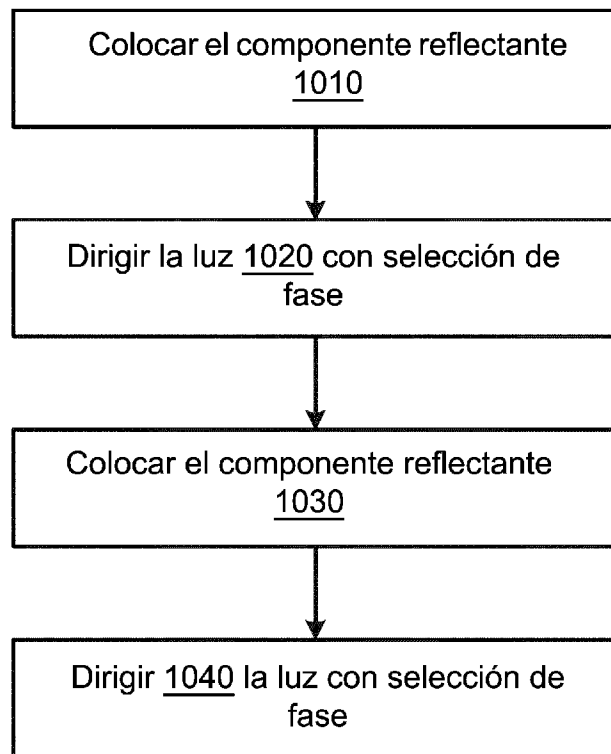 Colocar el componente reflectante
1010
Dirigir la luz 1020 con selección de
fase
Colocar el componente reflectante
1030
Dirigir 1040 la luz con selección de
fase